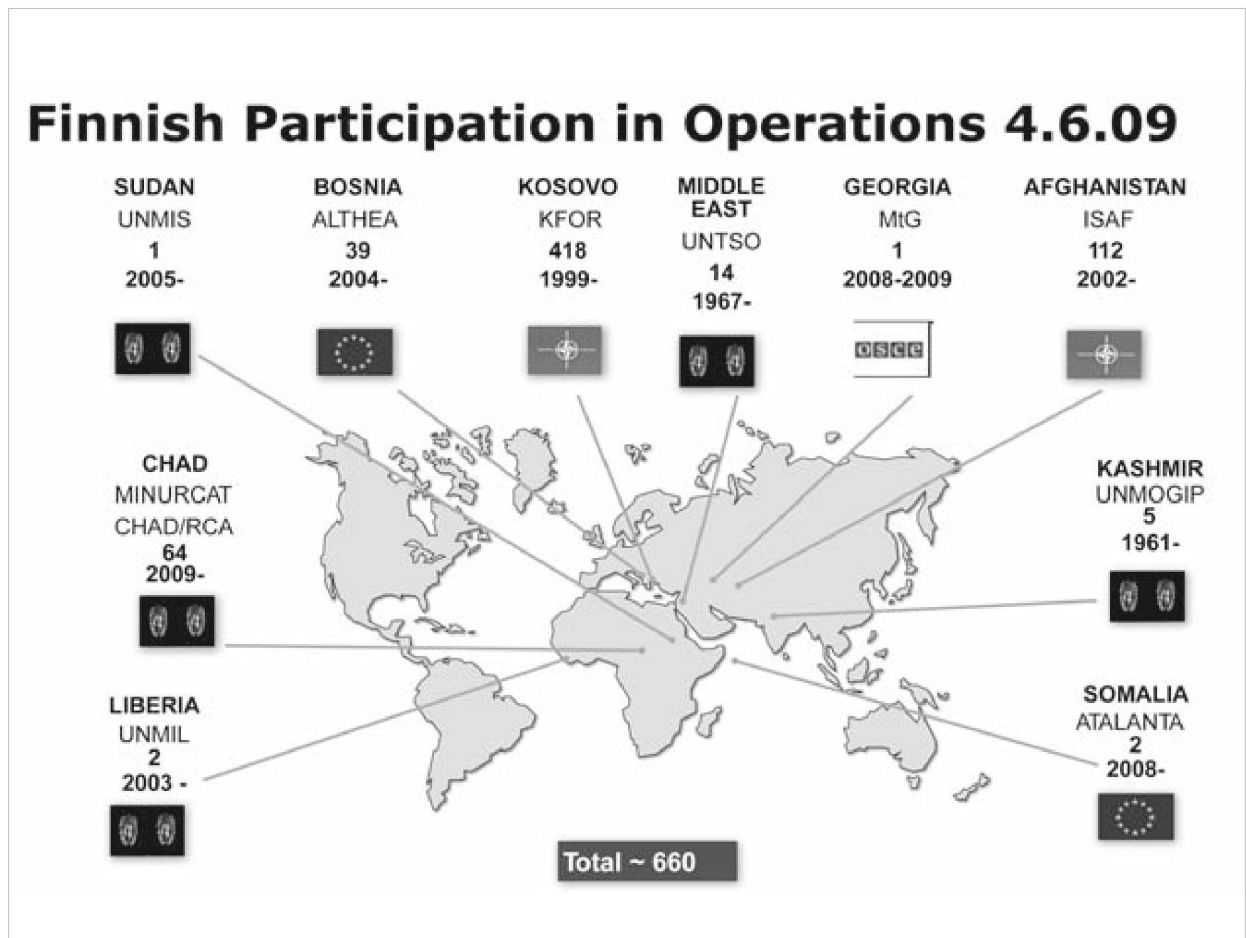 Finnish Participation in Operations 4.6.09
SUDAN
UNMIS
1
2005-
BOSNIA
ALTHEA
39
2004-
KOSOVO
KFOR
418
1999-
MIDDLE
EAST
UNTSO
14
1967-
GEORGIA
MtG
1
2008-2009
osce
AFGHANISTAN
ISAF
112
2002-
CHAD
MINURCAT
CHAD/RCA
64
2009-
KASHMIR
UNMOGIP
5
1961-
LIBERIA
UNMIL
2
2003 -
SOMALIA
ATALANTA
2
2008-
Total ~ 660